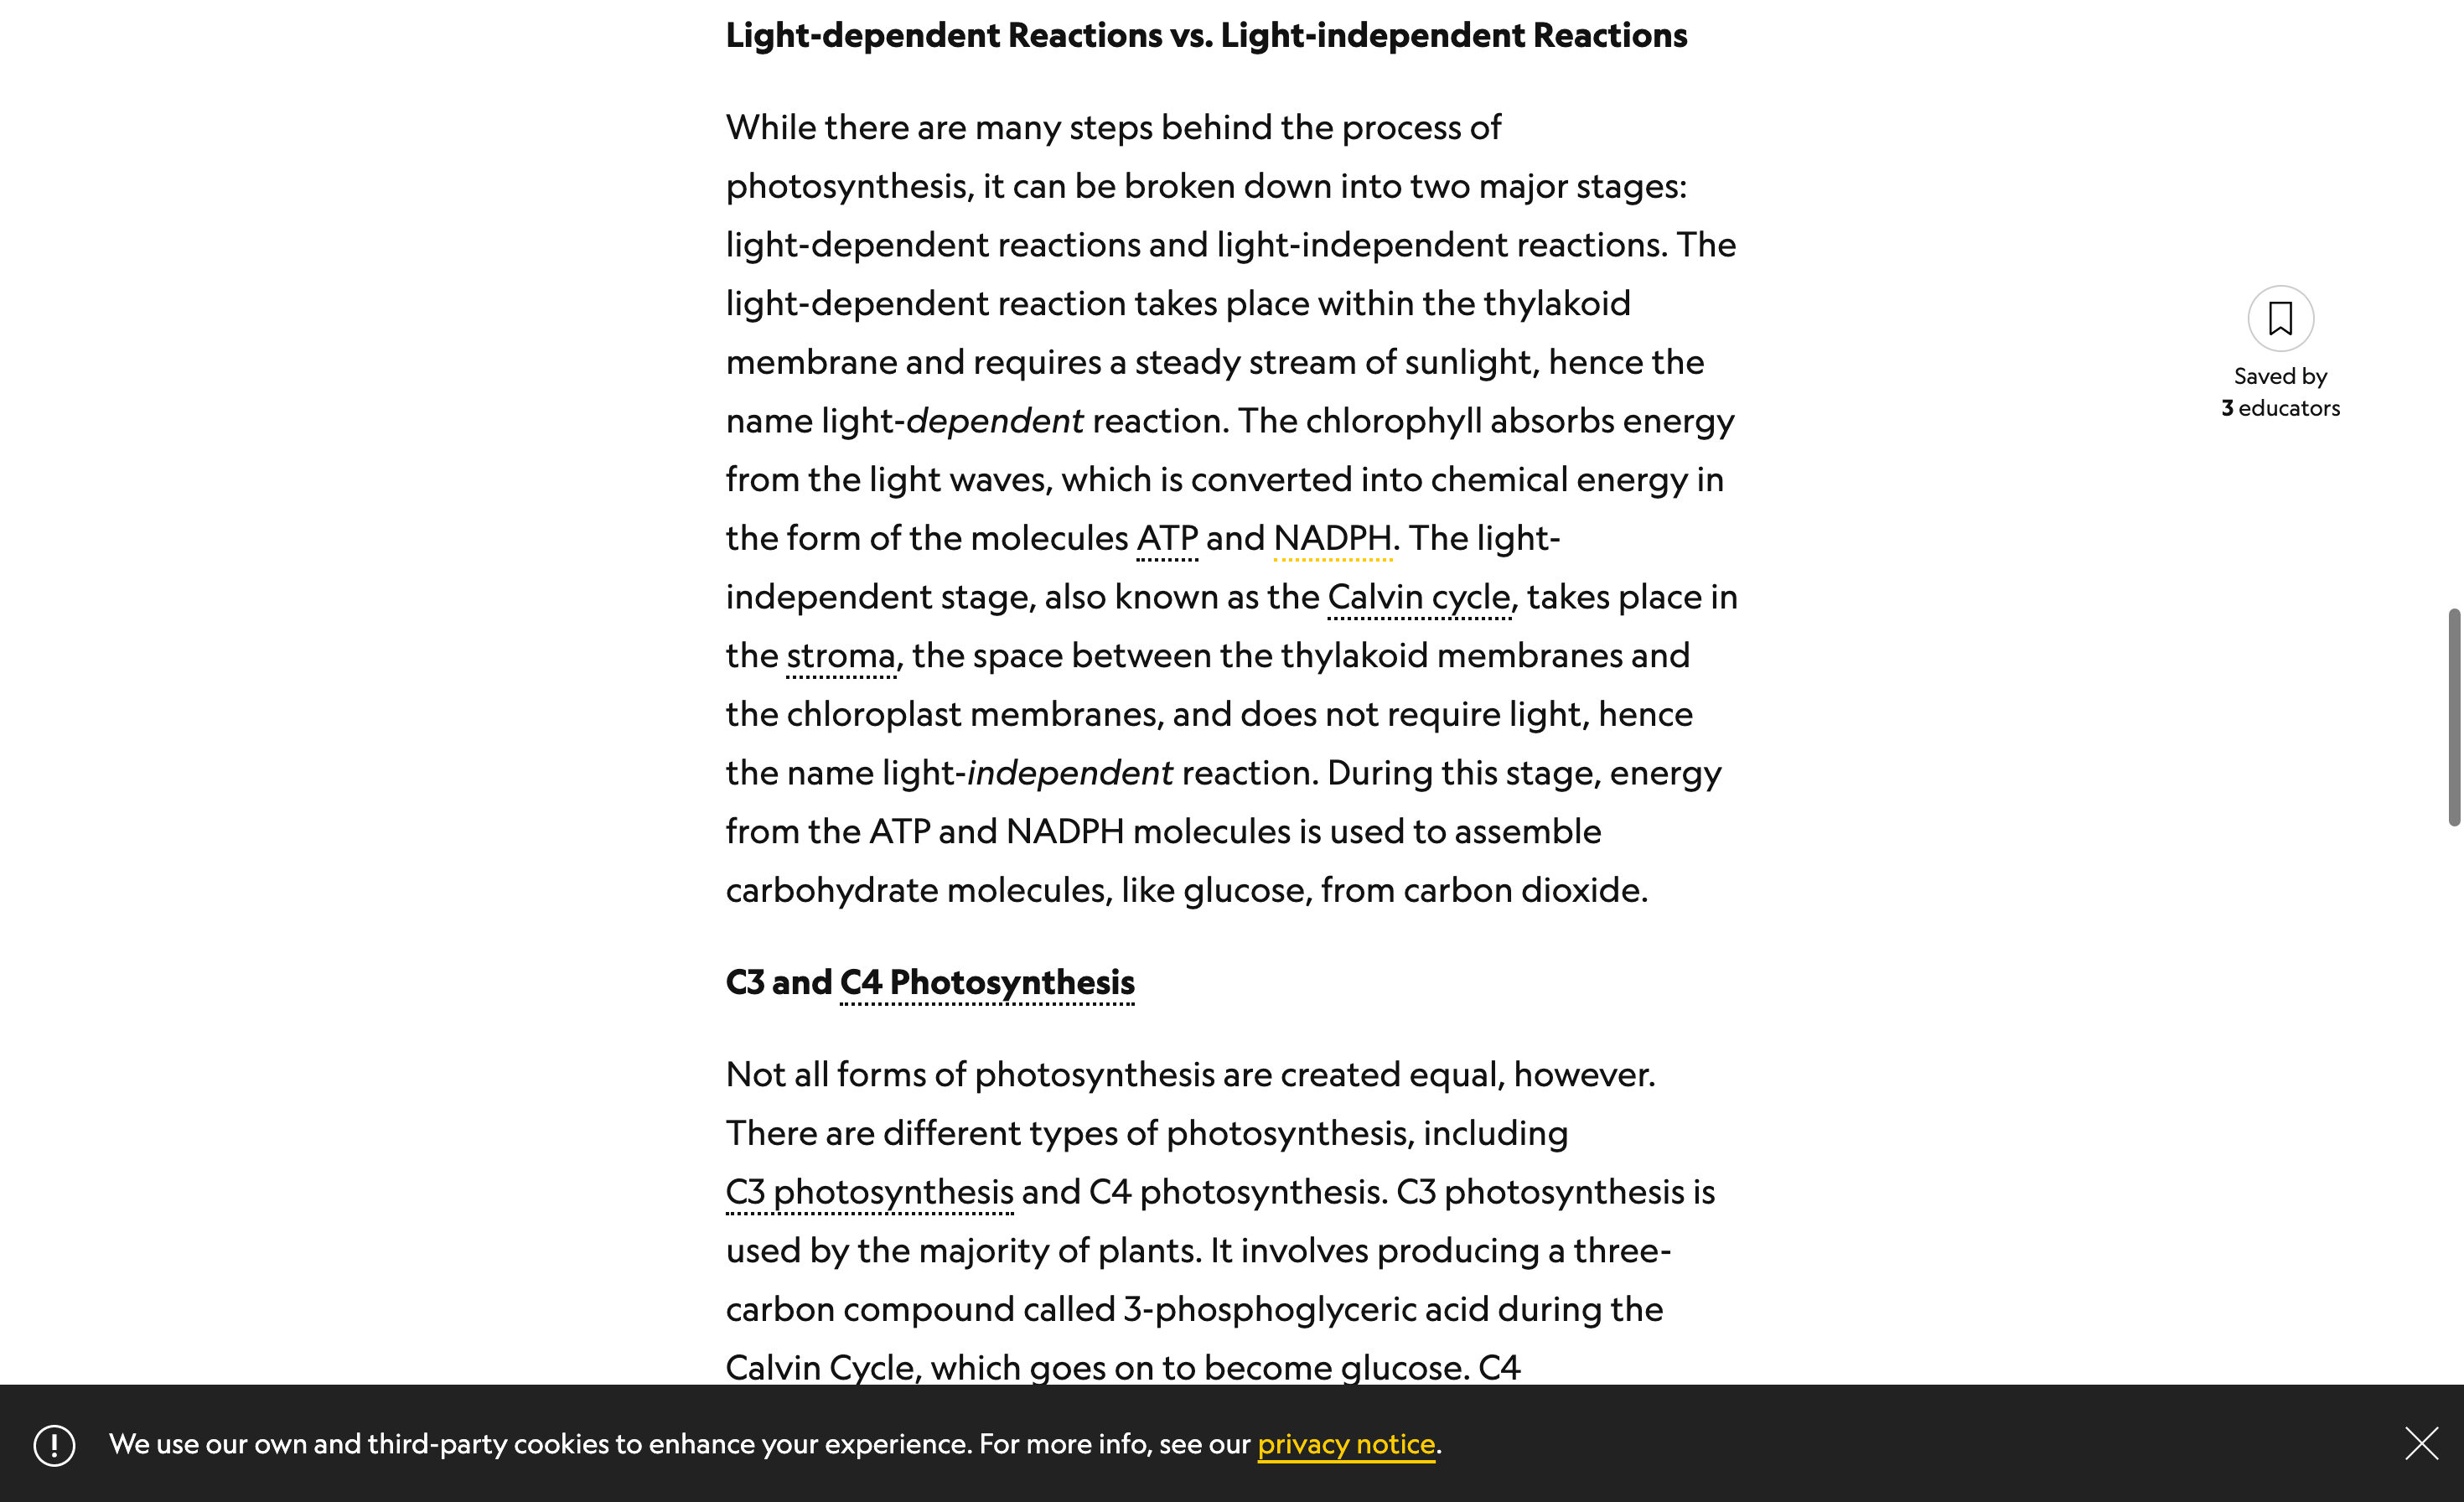 Light-dependent Reactions vs. Light-independent Reactions
While there are many steps behind the process of
photosynthesis, it can be broken down into two major stages:
light-dependent reactions and light-independent reactions. The
light-dependent reaction takes place within the thylakoid
membrane and requires a steady stream of sunlight, hence the
name light-dependent reaction. The chlorophyll absorbs energy
from the light waves, which is converted into chemical energy in
the form of the molecules ATP and NADPH. The light-
independent stage, also known as the Calvin cycle, takes place in
the stroma, the space between the thylakoid membranes and
the chloroplast membranes, and does not require light, hence
the name light-independent reaction. During this stage, energy
from the ATP and NADPH molecules is used to assemble
carbohydrate molecules, like glucose, from carbon dioxide.
C3 and C4 Photosynthesis
Not all forms of photosynthesis are created equal, however.
There are different types of photosynthesis, including
C3 photosynthesis and C4 photosynthesis. C3 photosynthesis is
used by the majority of plants. It involves producing a three-
carbon compound called 3-phosphoglyceric acid during the
Calvin Cycle, which goes on to become glucose. C4
Saved by
3 educators
We use our own and third-party cookies to enhance your experience. For more info, see our privacy notice.